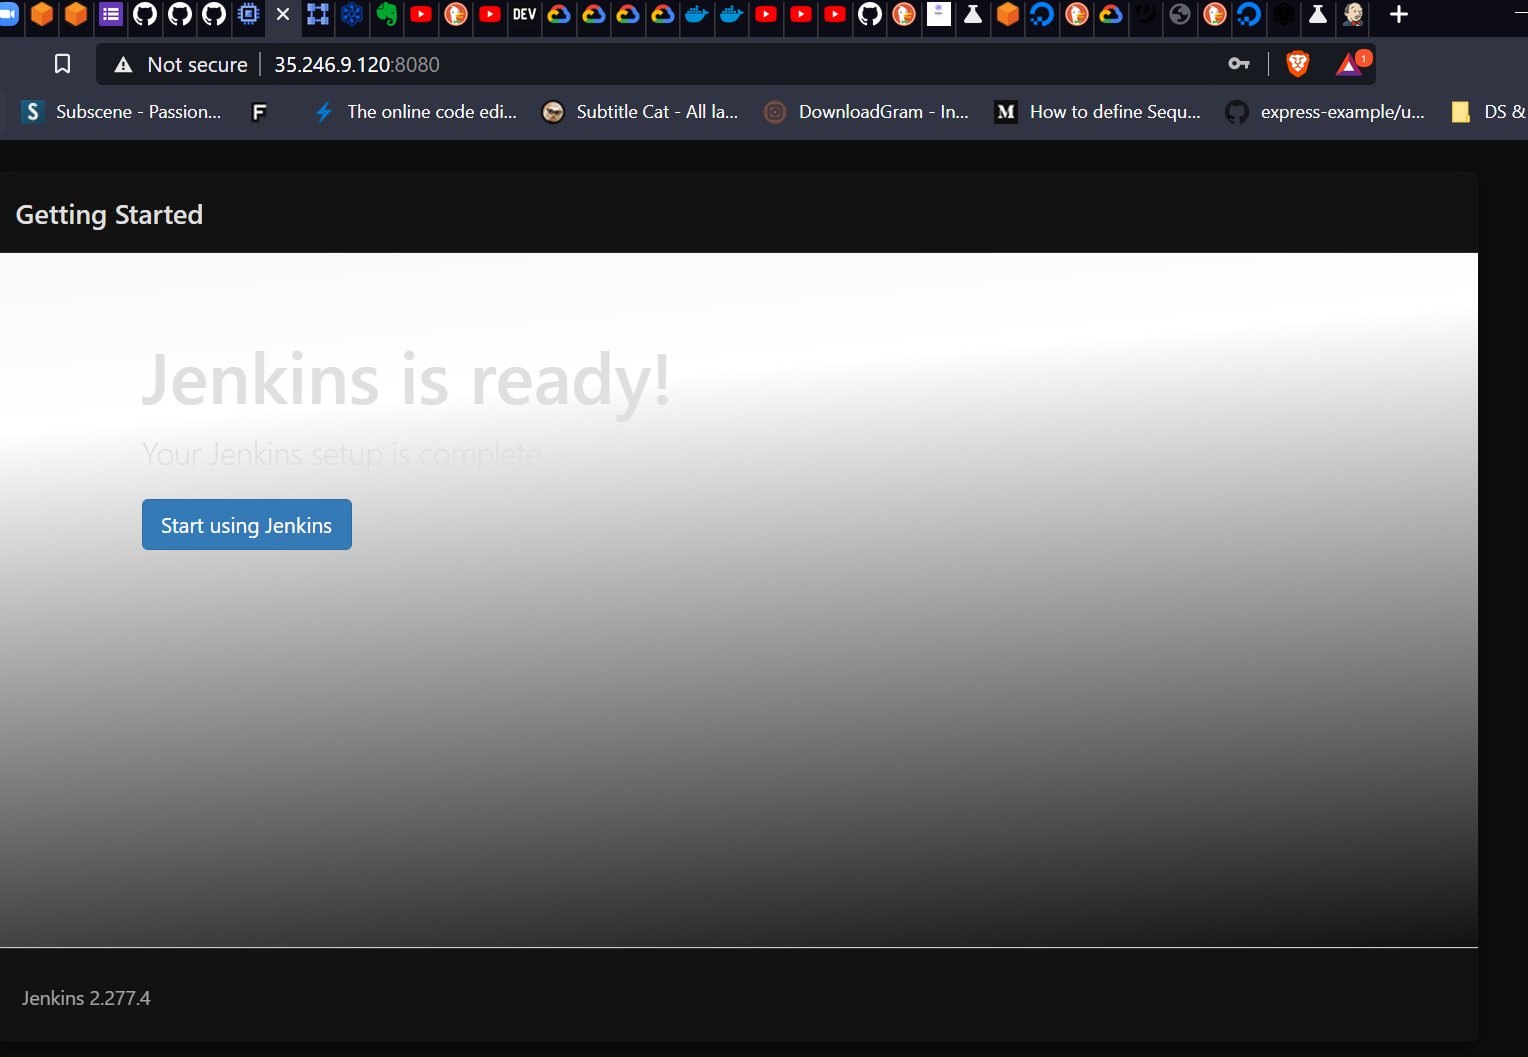 DEV
Not secure 35.246.9.120:8080
1
S Subscene - Passion... F The online code edi... Subtitle Cat - All la... DownloadGram - In... M How to define Sequ... express-example/u... DS &
Getting Started
Jenkins is ready!
Your Jenkins setup is complete.
Start using Jenkins
Jenkins 2.277.4